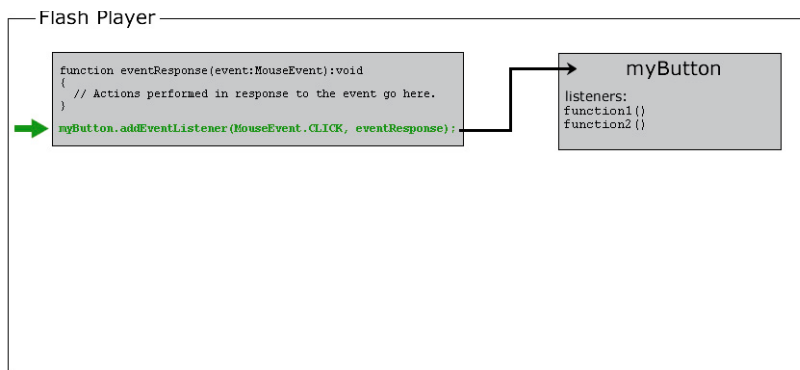 Flash Player
function eventResponse(event:MouseEvent):void
{
// Actions performed in response to the event go here.
}
myButton.addEventListener(MouseEvent.CLICK, eventResponse);
myButton
listeners:
function1()
function2()